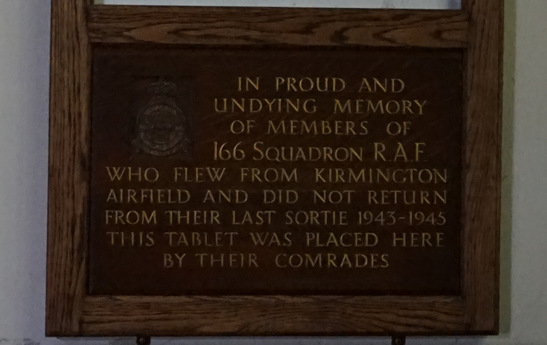 IN PROUD AND
UNDYING MEMORY
OF MEMBERS OF
166 SQUADRON R.A.F.
WHO FLEW FROM KIRMINGTON
AIRFIELD AND DID NOT RETURN
FROM THEIR LAST SORTIE 1943-1945
THIS TABLET WAS PLACED HERE
BY THEIR COMRADES